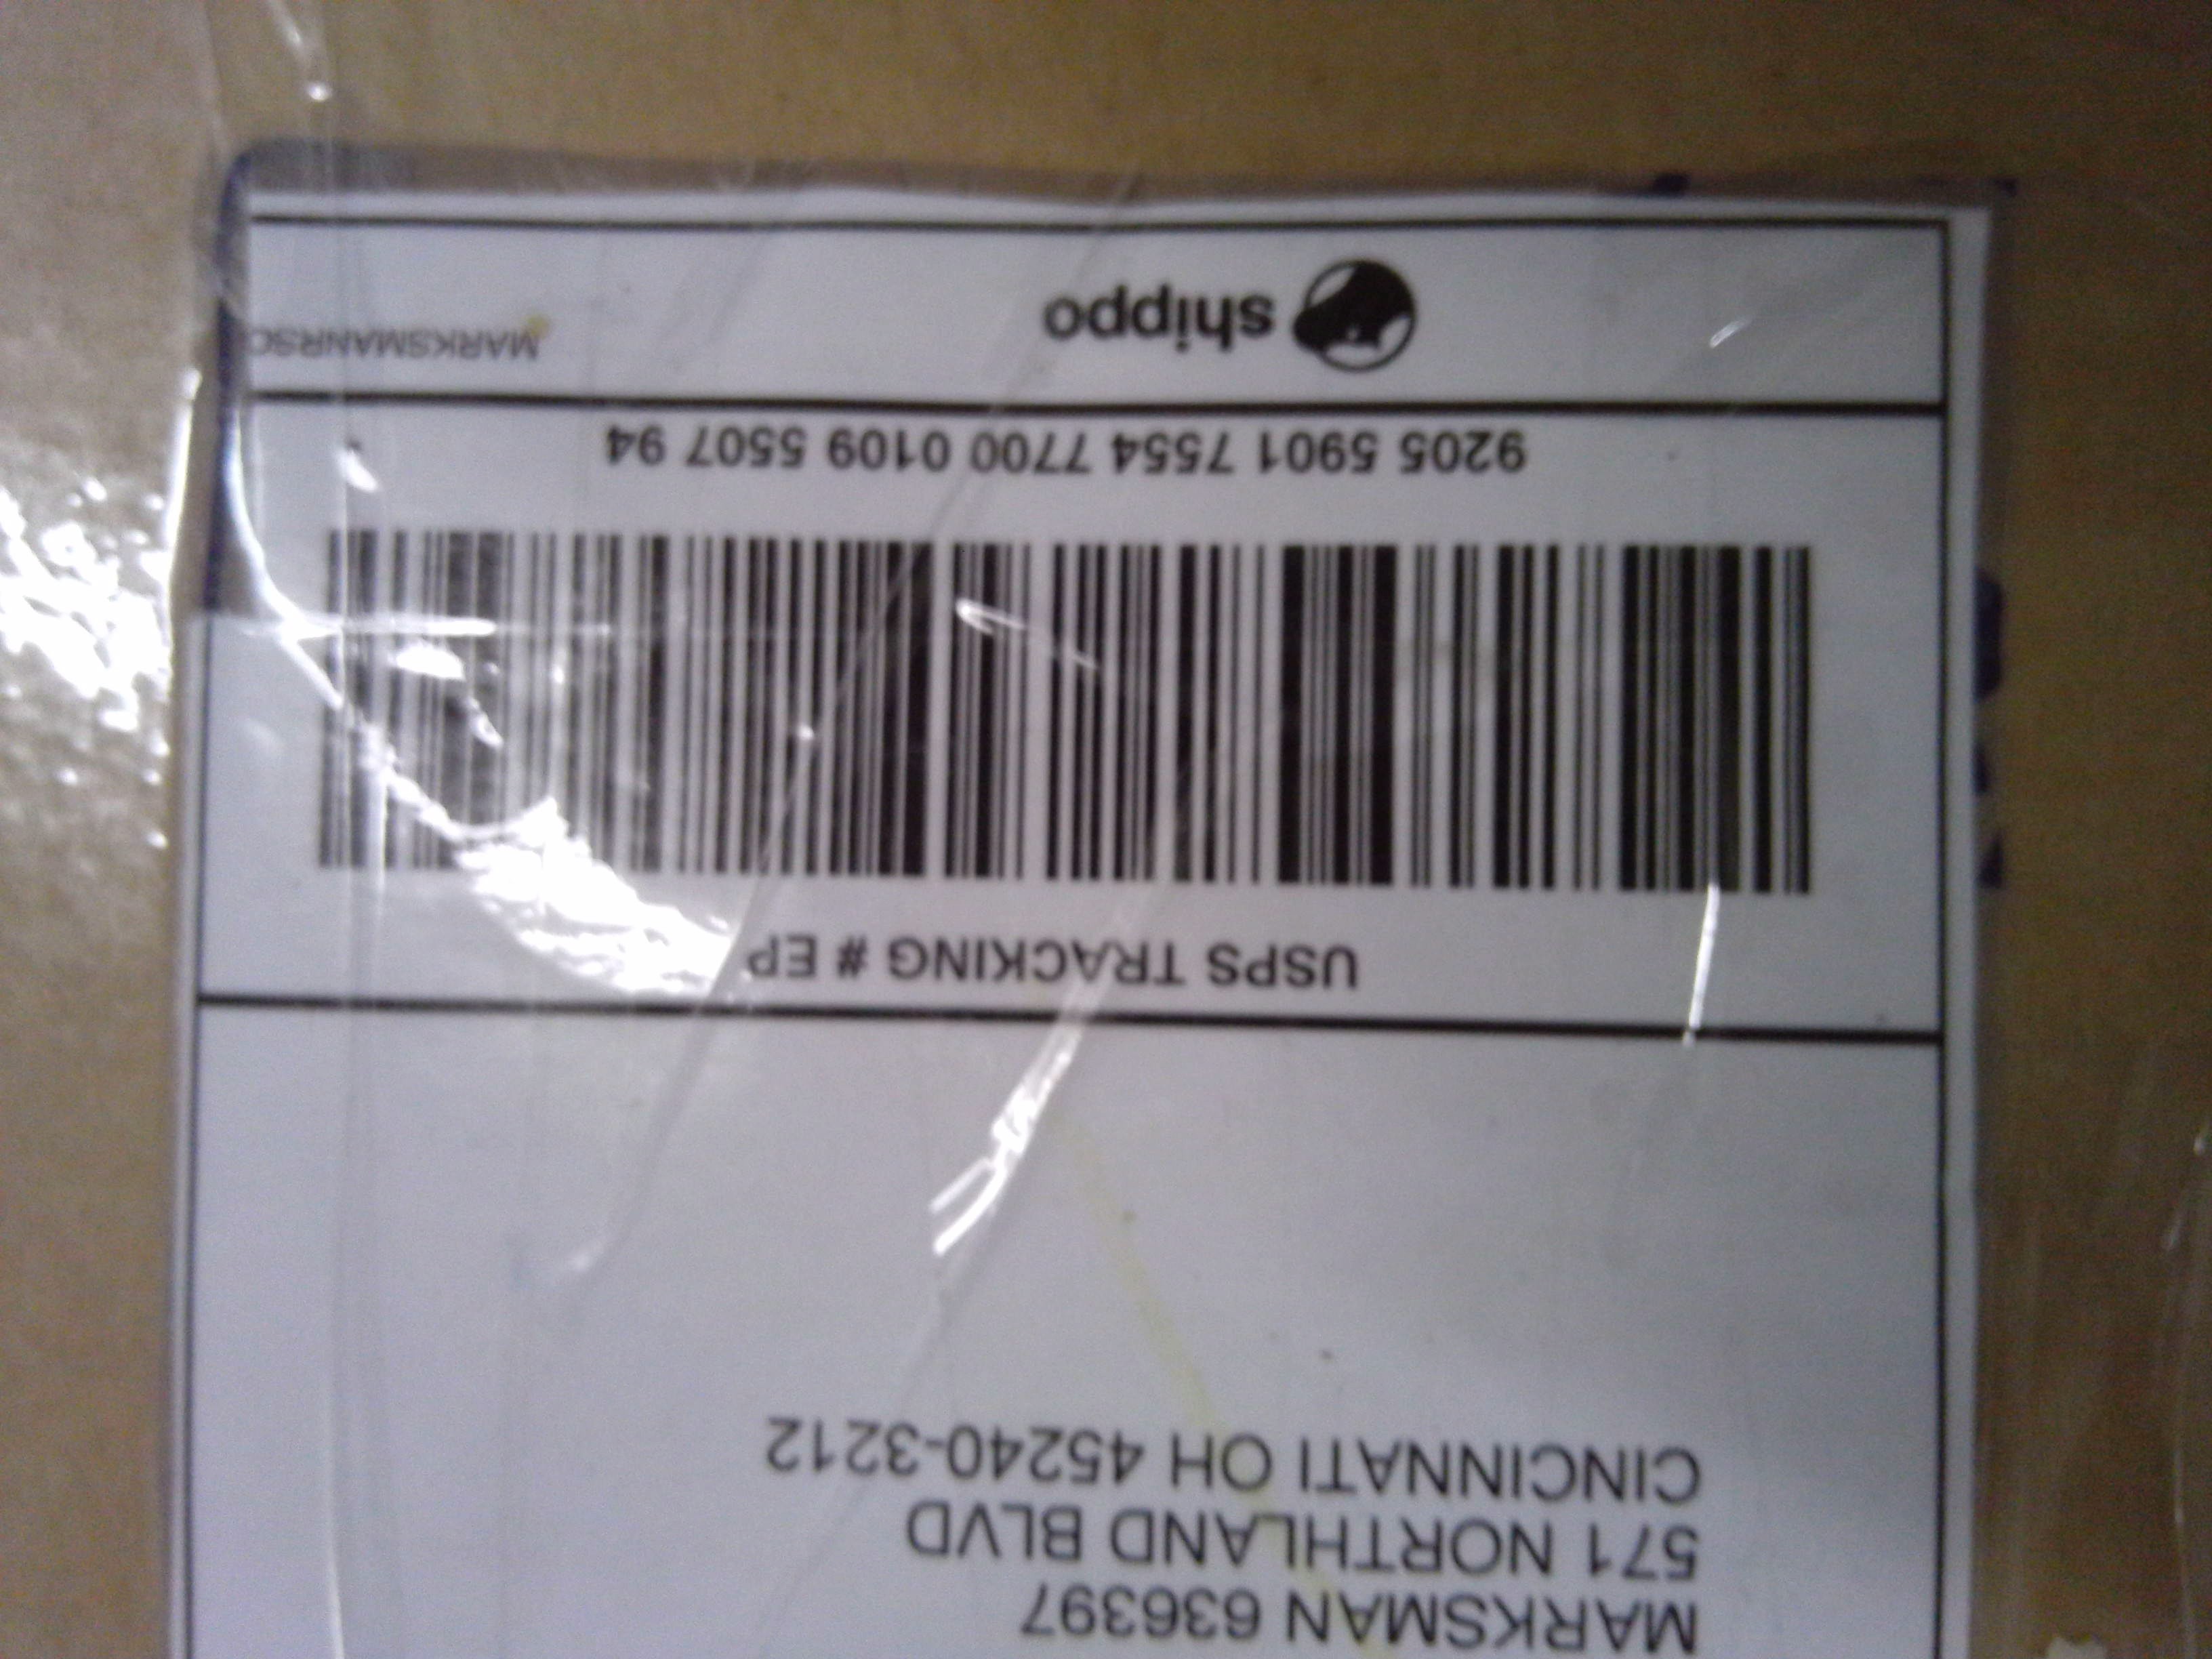 MARKSMAN 636397
571 NORTHLAND BLVD
CINCINNATI OH 45240-3212
USPS TRACKING # EP
9205 5901 7554 7700 0109 5507 94
shippo
MARKSMANRSC